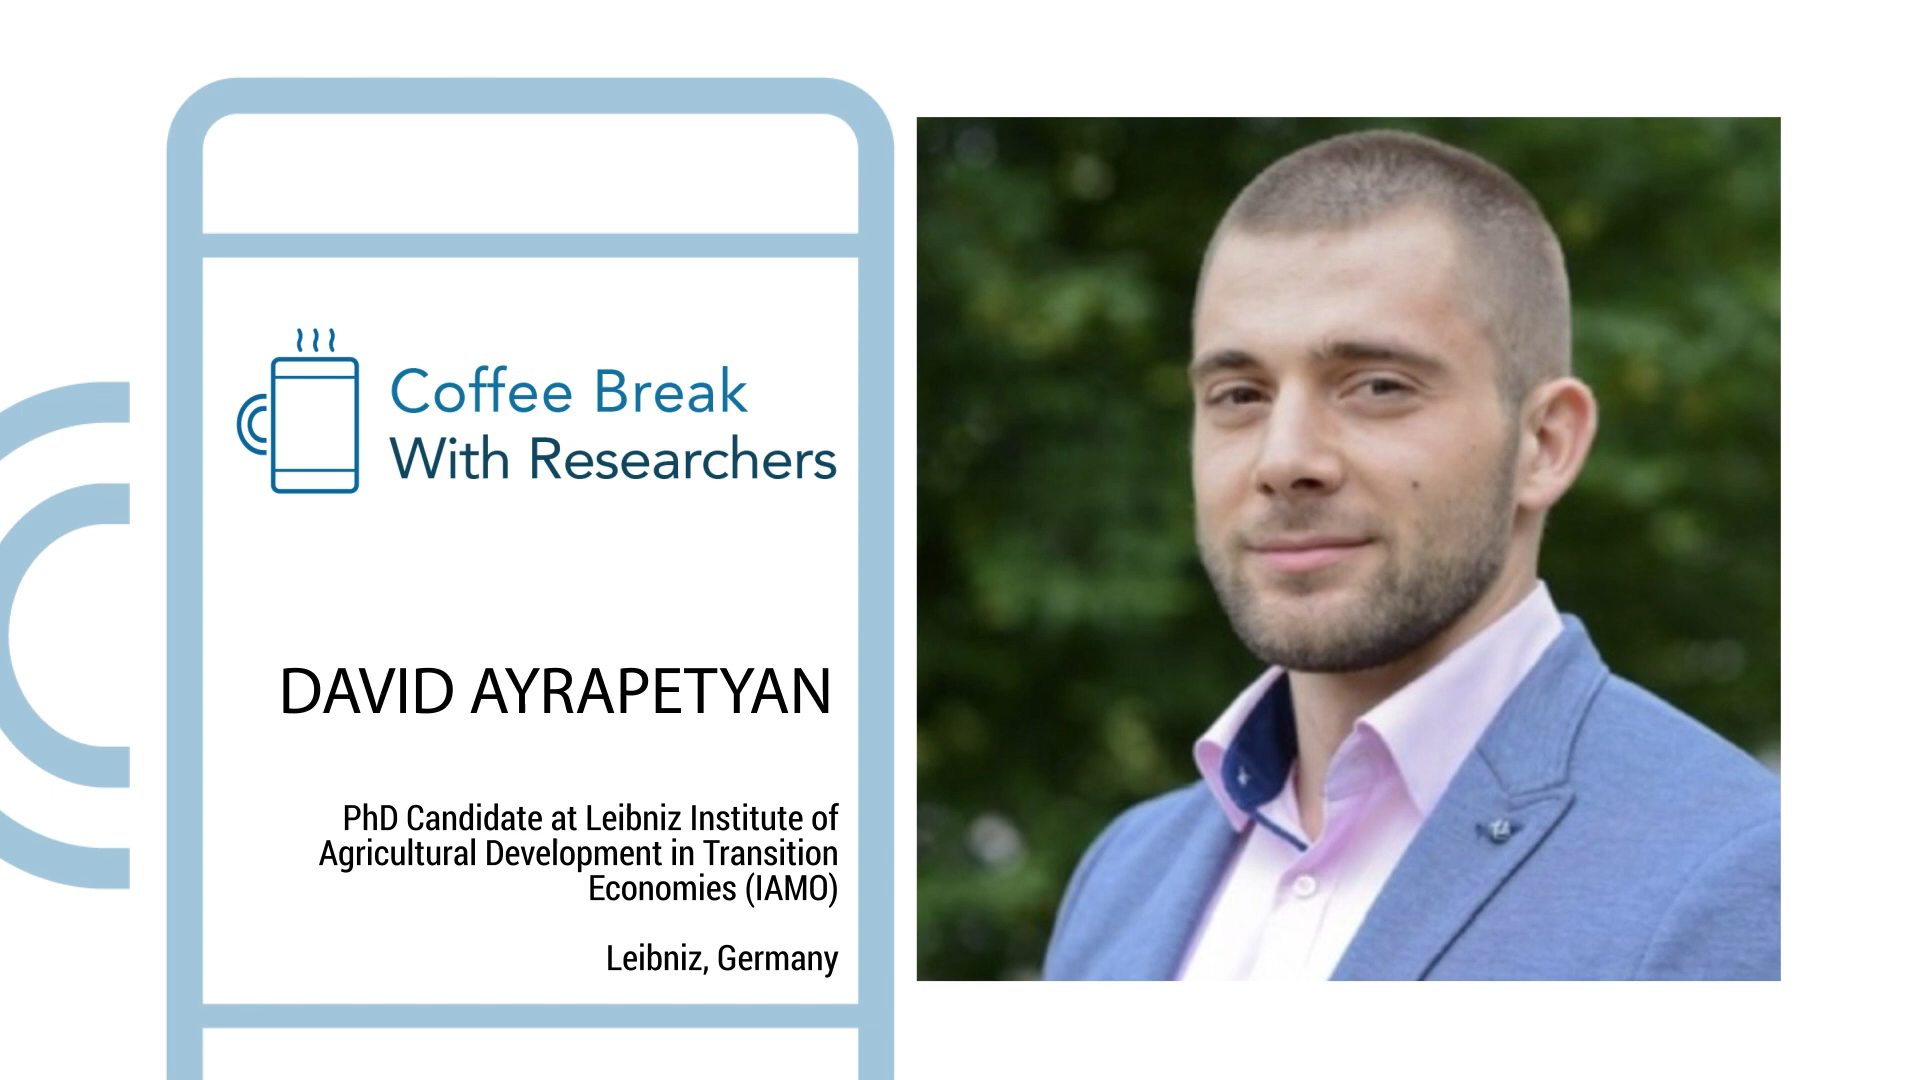 Coffee Break
With Researchers
DAVID AYRAPETYAN
PhD Candidate at Leibniz Institute of
Agricultural Development in Transition
Economies (IAMO)
Leibniz, Germany